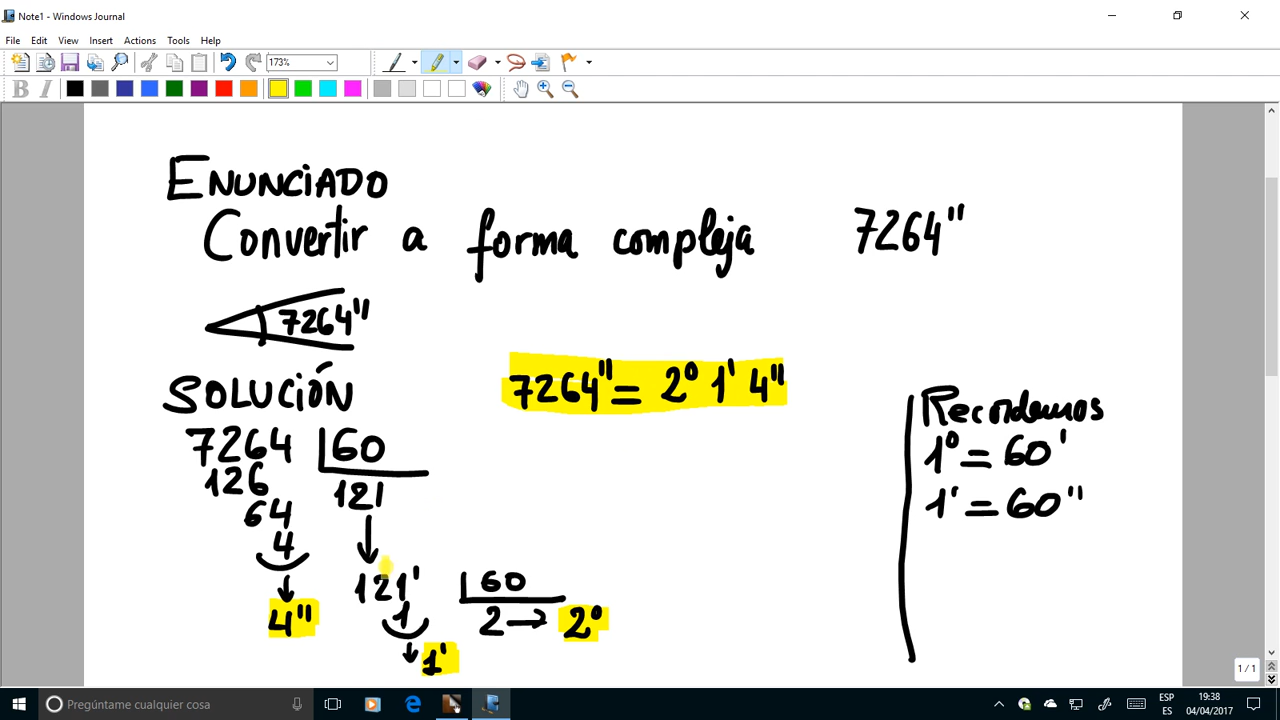 Note1 - Windows Journal
File Edit View Insert Actions Tools Help
173%
B I
ENUNCIADO
Convertir a forma compleja 7264"
7264"
SOLUCIÓN
7264" = 2° 1' 4"
7264 60
126 121
64
4
4"
121' 60
1 2 → 2°
1'
Recordemos
1° = 60'
1' = 60"
1 / 1
Pregúntame cualquier cosa
ESP
ES
19:38
04/04/2017